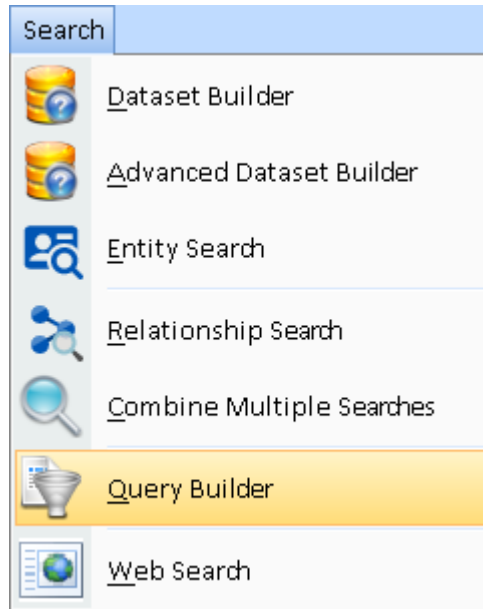 Search
Dataset Builder
Advanced Dataset Builder
Entity Search
Relationship Search
Combine Multiple Searches
Query Builder
Web Search